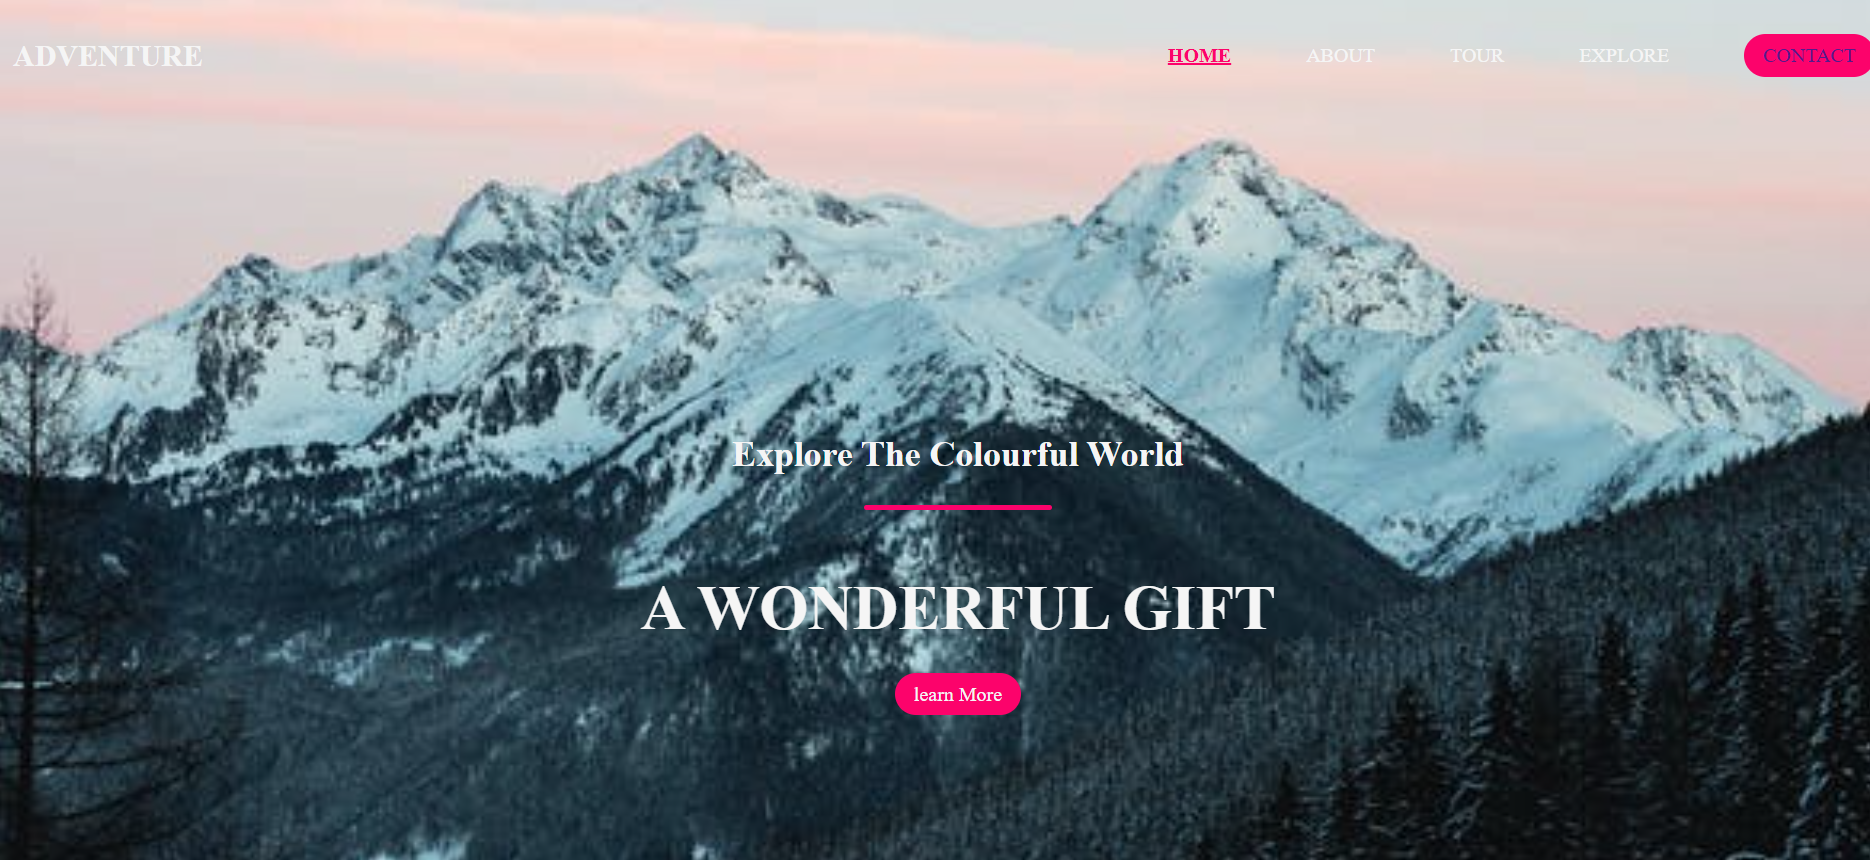 ADVENTURE HOME ABOUT TOUR EXPLORE CONTACT
Explore The Colourful World
A WONDERFUL GIFT
learn More